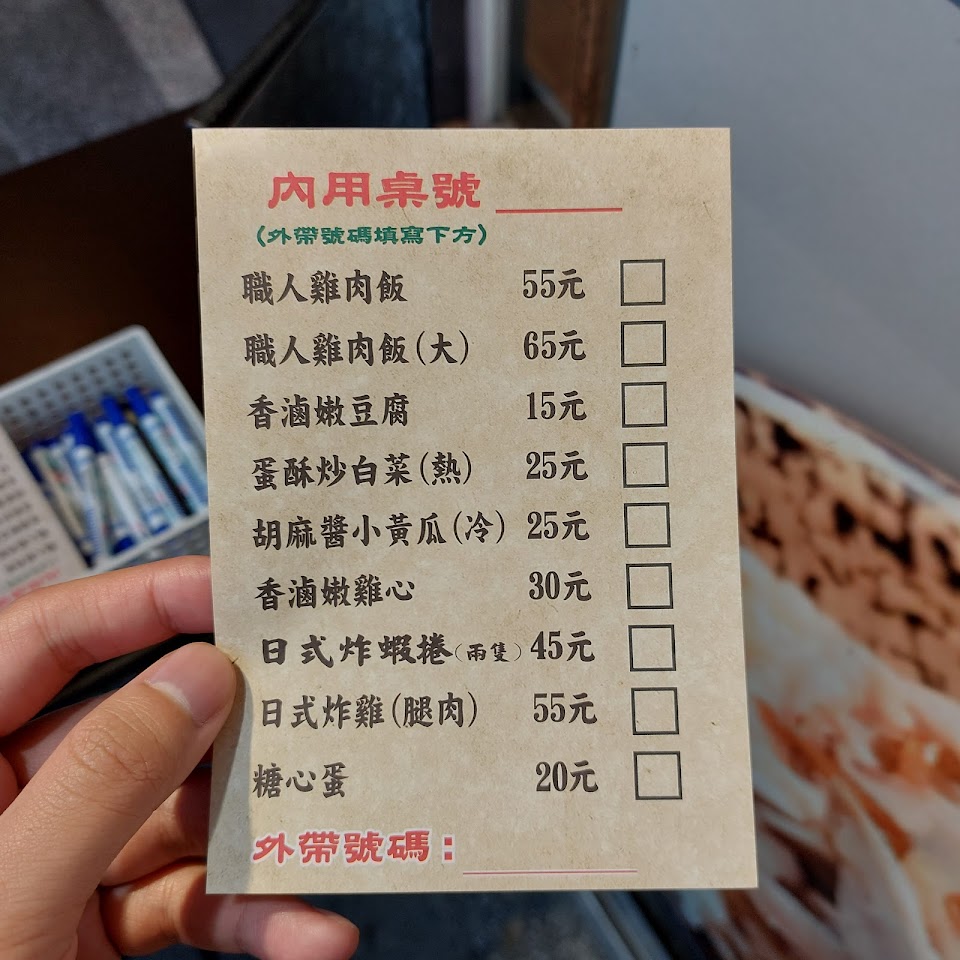 內用桌號
(外帶號碼填寫下方)
職人雞肉飯 55元
職人雞肉飯(大) 65元
香滷嫩豆腐 15元
蛋酥炒白菜(熱) 25元
胡麻醬小黃瓜(冷) 25元
香滷嫩雞心 30元
日式炸蝦捲(兩隻) 45元
日式炸雞(腿肉) 55元
糖心蛋 20元
外帶號碼：